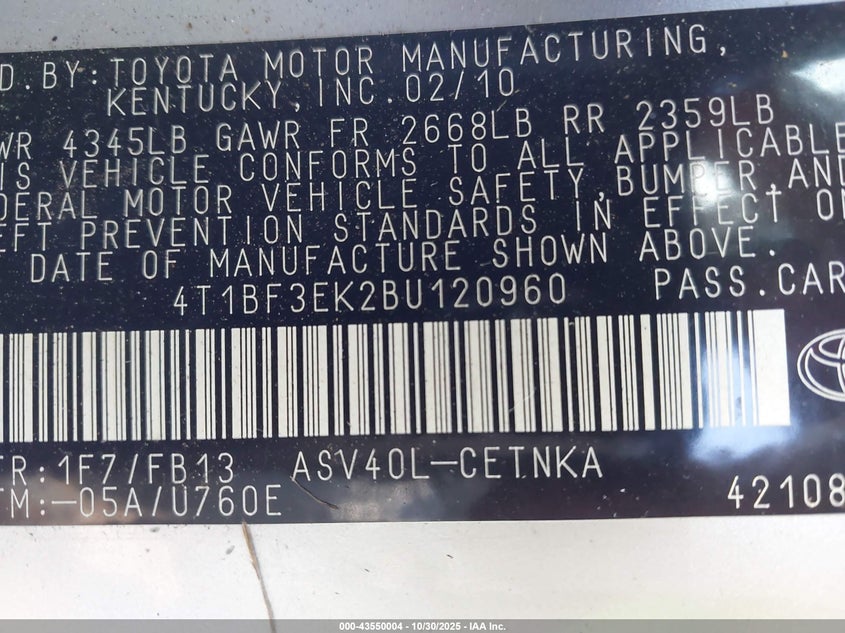 D.BY:TOYOTA MOTOR MANUFACTURING,
KENTUCKY,INC.02/10
WR 4345LB GAWR FR 2668LB RR 2359LB
IS VEHICLE CONFORMS TO ALL APPLICABLE
DERAL MOTOR VEHICLE SAFETY,BUMPER,AND
EFT PREVENTION STANDARDS IN EFFECT ON
DATE OF MANUFACTURE SHOWN ABOVE.
4T1BF3EK2BU120960 PASS.CAR
TR:1F7/FB13 ASV40L-CETNKA
TM:-05A/U760E 42108
000-43550004 - 10/30/2025 - IAA Inc.